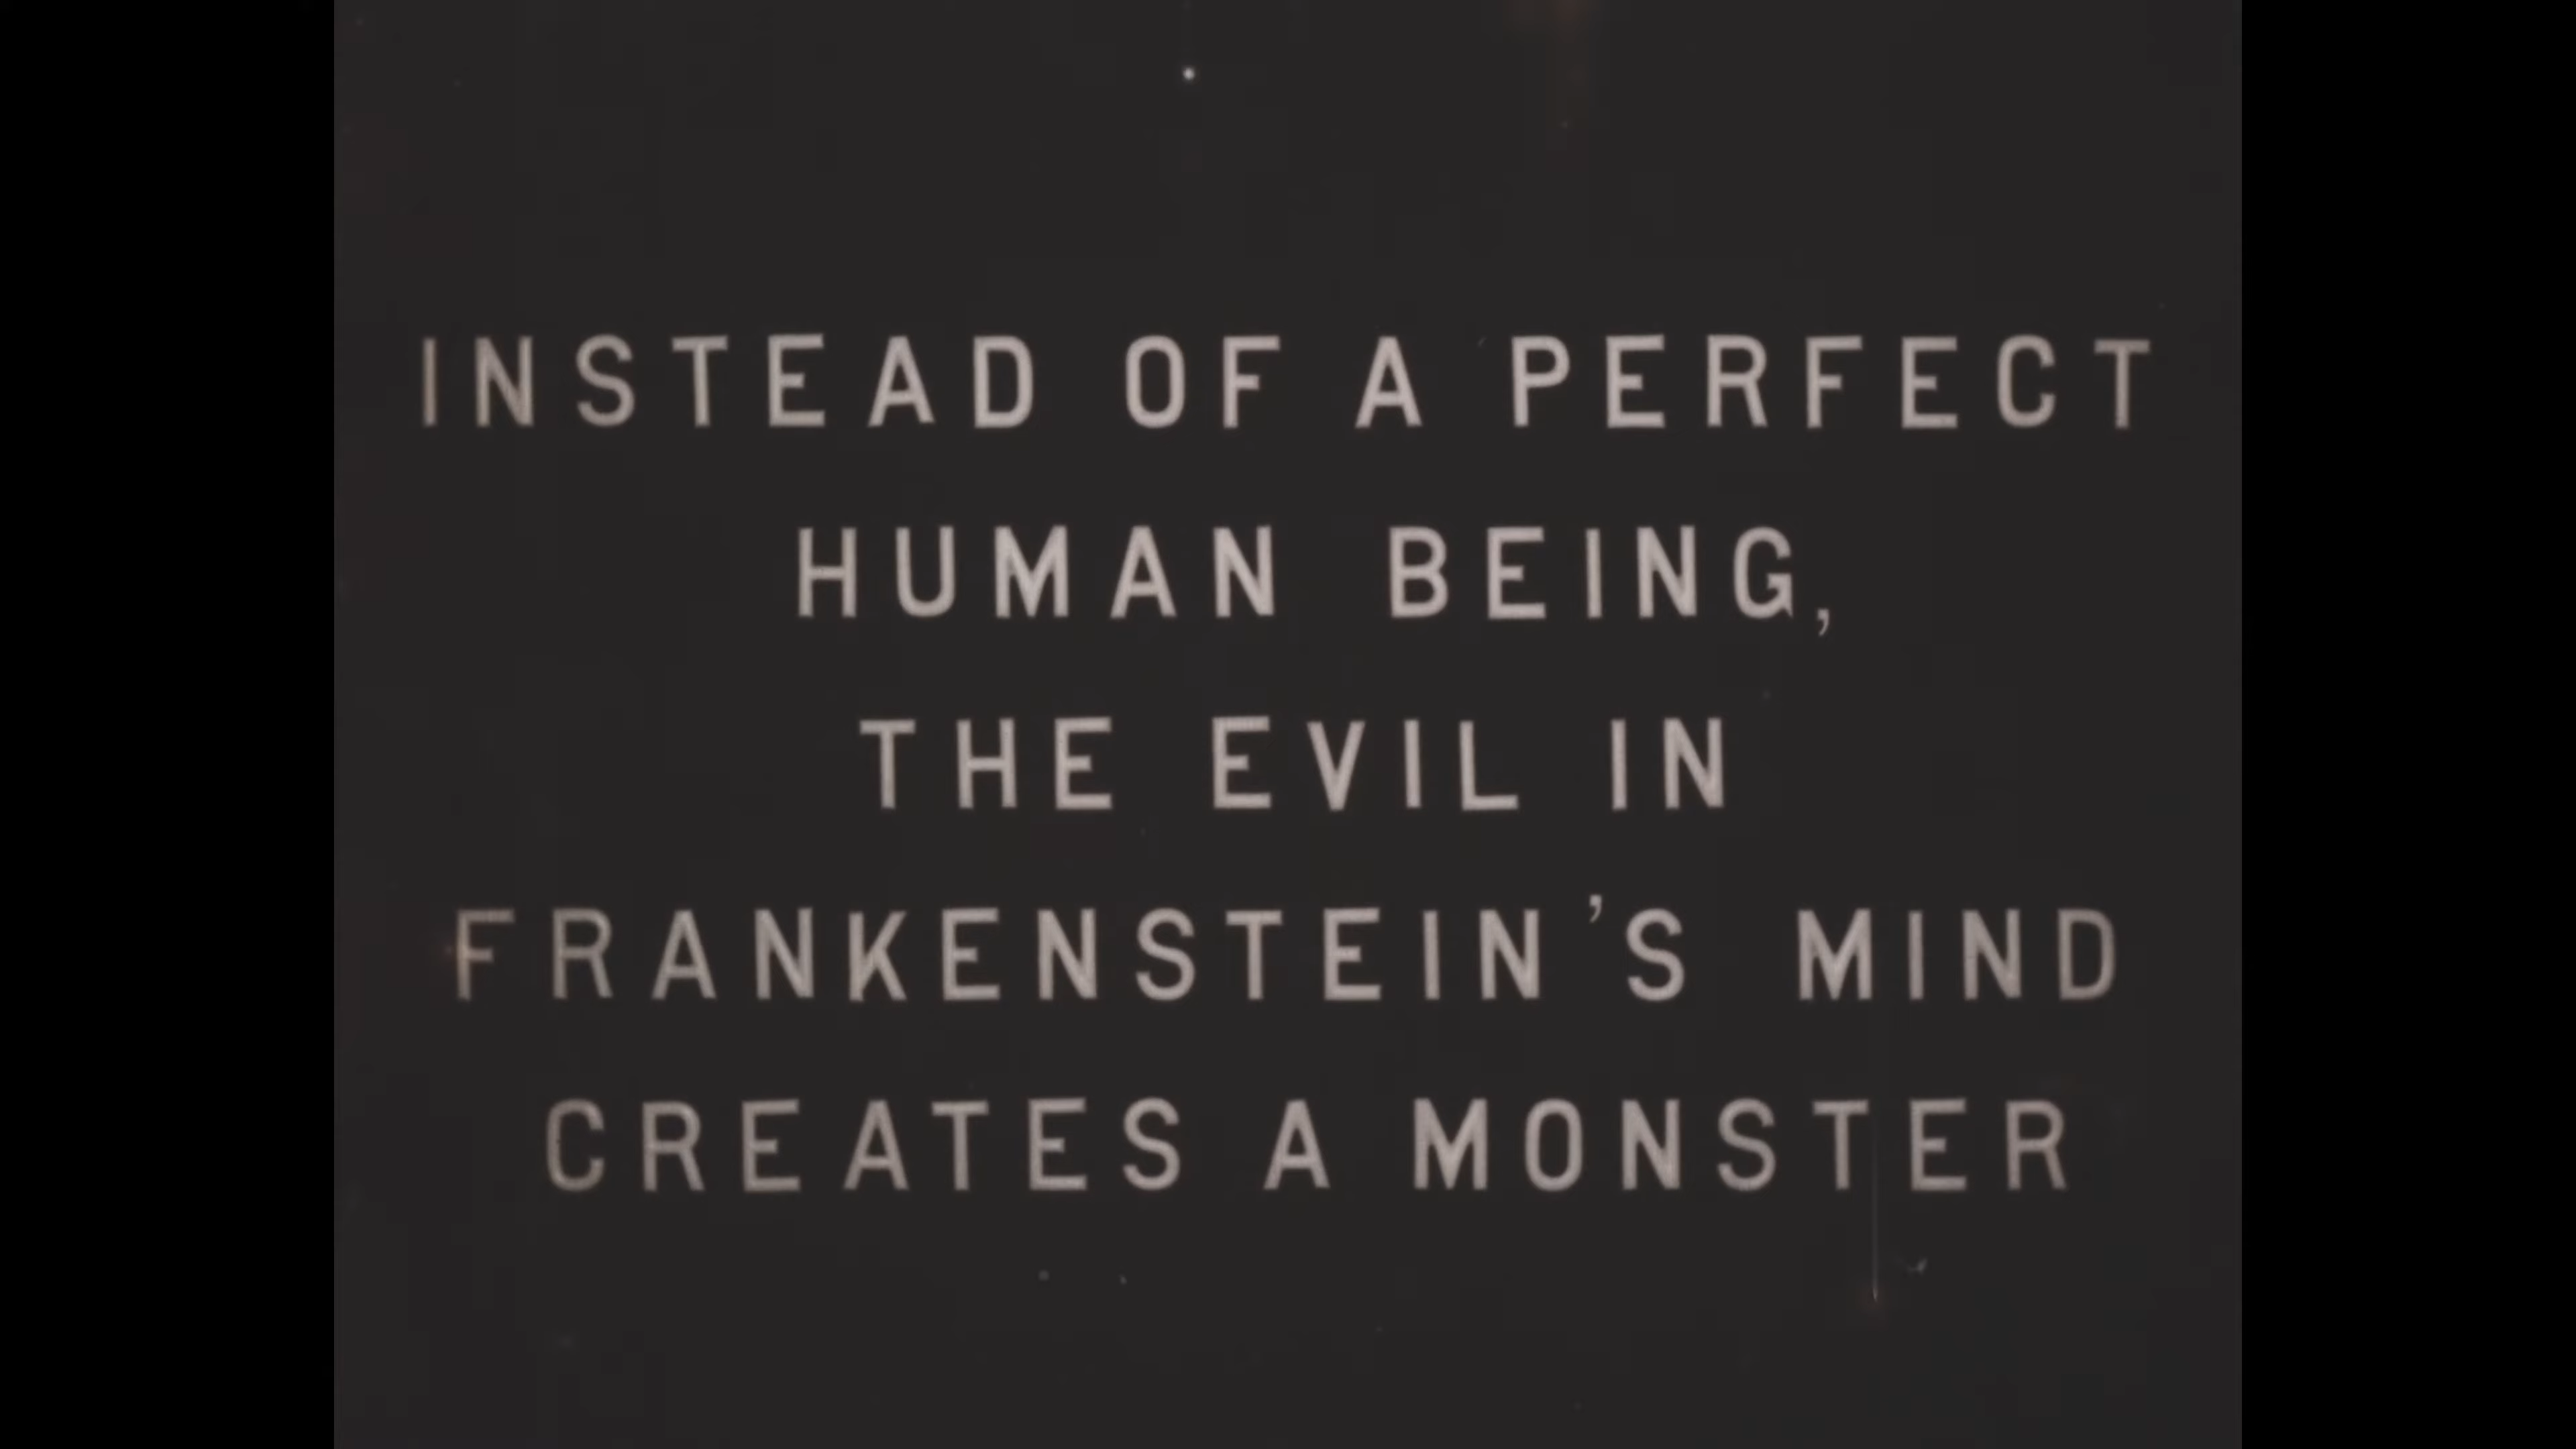 INSTEAD OF A PERFECT
HUMAN BEING,
THE EVIL IN
FRANKENSTEIN'S MIND
CREATES A MONSTER